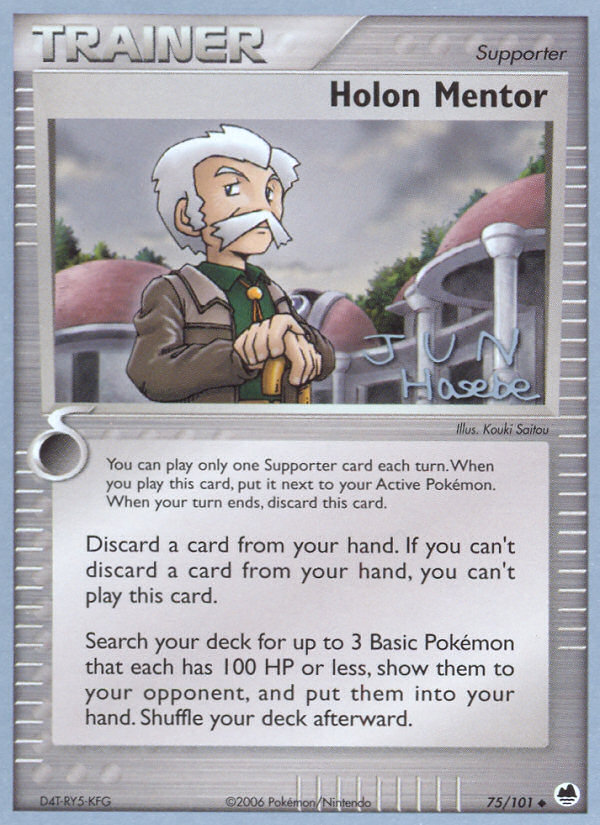 TRAINER
Supporter
Holon Mentor
JUN
Hasebe
Illus. Kouki Saitou
You can play only one Supporter card each turn. When
you play this card, put it next to your Active Pokémon.
When your turn ends, discard this card.
Discard a card from your hand. If you can't
discard a card from your hand, you can't
play this card.
Search your deck for up to 3 Basic Pokémon
that each has 100 HP or less, show them to
your opponent, and put them into your
hand. Shuffle your deck afterward.
D4T-RY5-KFG
©2006 Pokémon/Nintendo
75/101